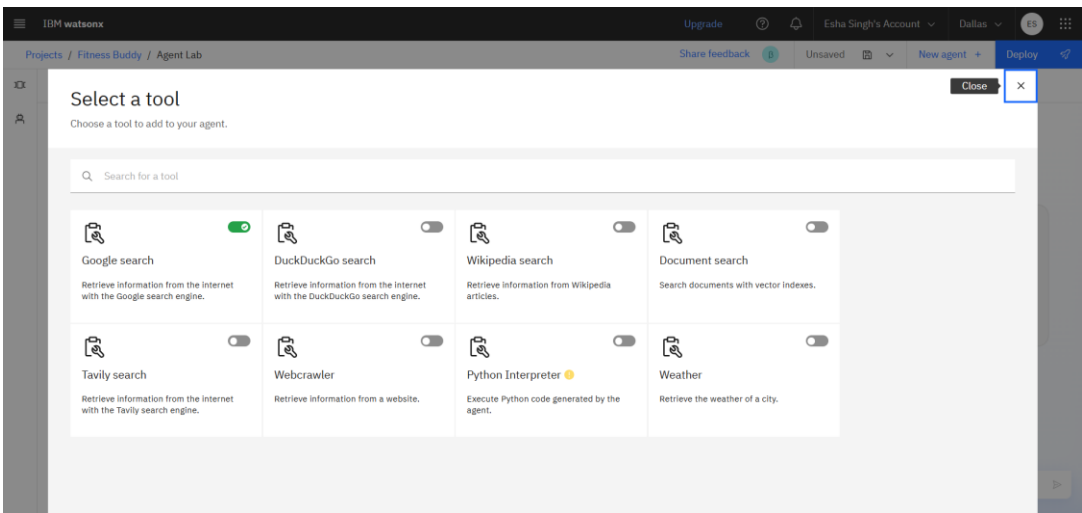 IBM watsonx
Upgrade
Esha Singh's Account
Dallas
ES
Projects / Fitness Buddy / Agent Lab
Share feedback
Unsaved
New agent +
Deploy
Close
Select a tool
Choose a tool to add to your agent.
Search for a tool
Google search
Retrieve information from the internet
with the Google search engine.
DuckDuckGo search
Retrieve information from the internet
with the DuckDuckGo search engine.
Wikipedia search
Retrieve information from Wikipedia
articles.
Document search
Search documents with vector indexes.
Tavily search
Retrieve information from the internet
with the Tavily search engine.
Webcrawler
Retrieve information from a website.
Python Interpreter
Execute Python code generated by the
agent.
Weather
Retrieve the weather of a city.